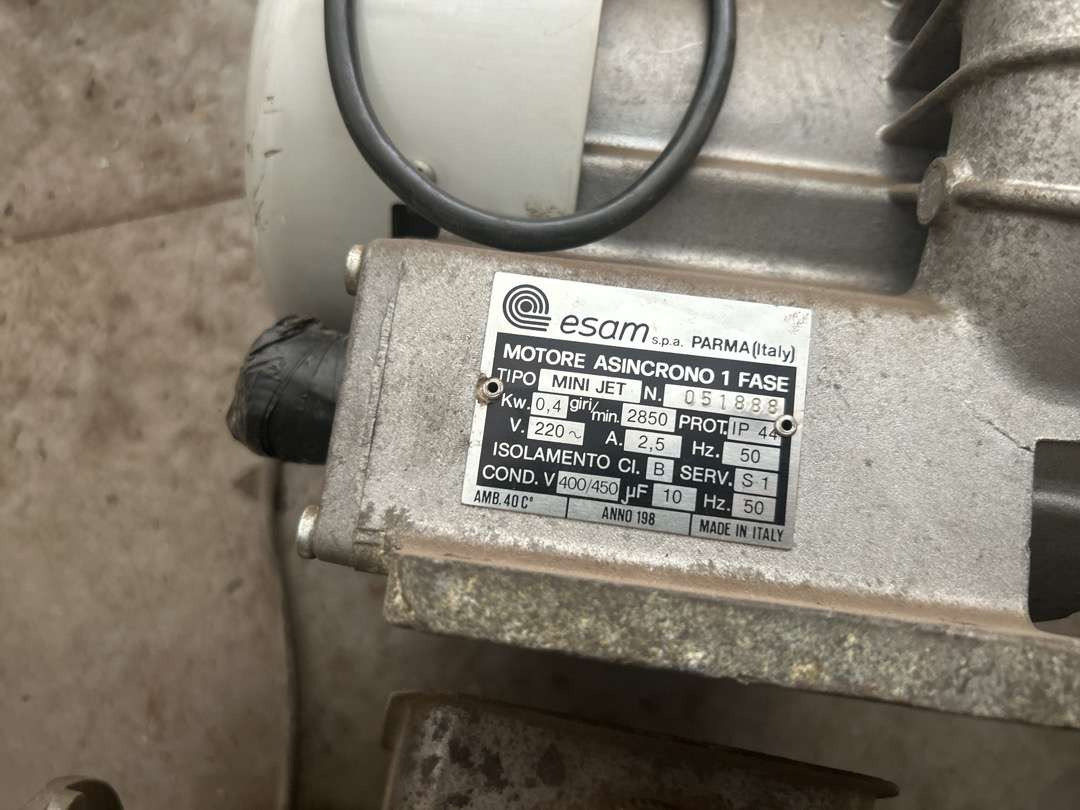 esam s.p.a. PARMA (Italy)
MOTORE ASINCRONO 1 FASE
TIPO MINI JET N. 051888
Kw. 0,4 giri/min. 2850 PROT. IP 44
V. 220~ A. 2,5 Hz. 50
ISOLAMENTO Cl. B SERV. S 1
COND. V 400/450 µF 10 Hz. 50
AMB. 40 C° ANNO 198 MADE IN ITALY